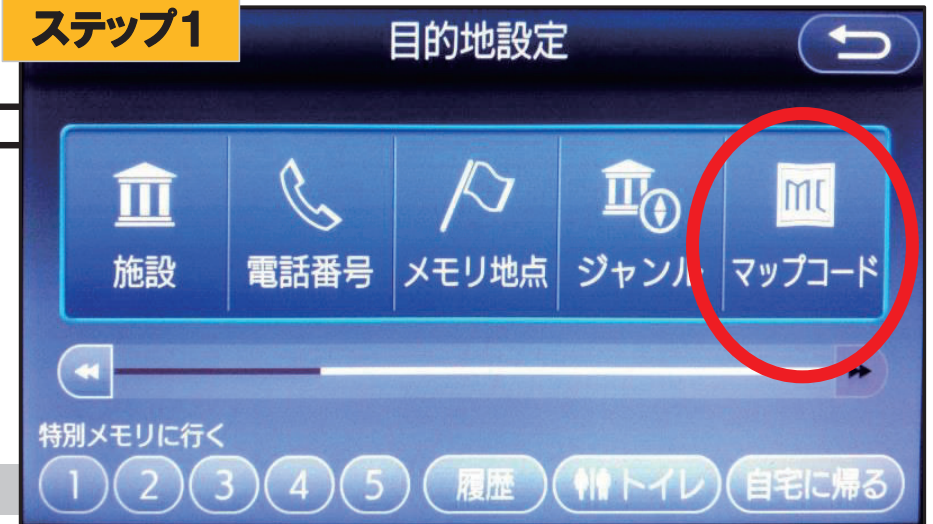 ステップ1
目的地設定
MC
施設 電話番号 メモリ地点 ジャンル マップコード
特別メモリに行く
1 2 3 4 5 履歴 トイレ 自宅に帰る